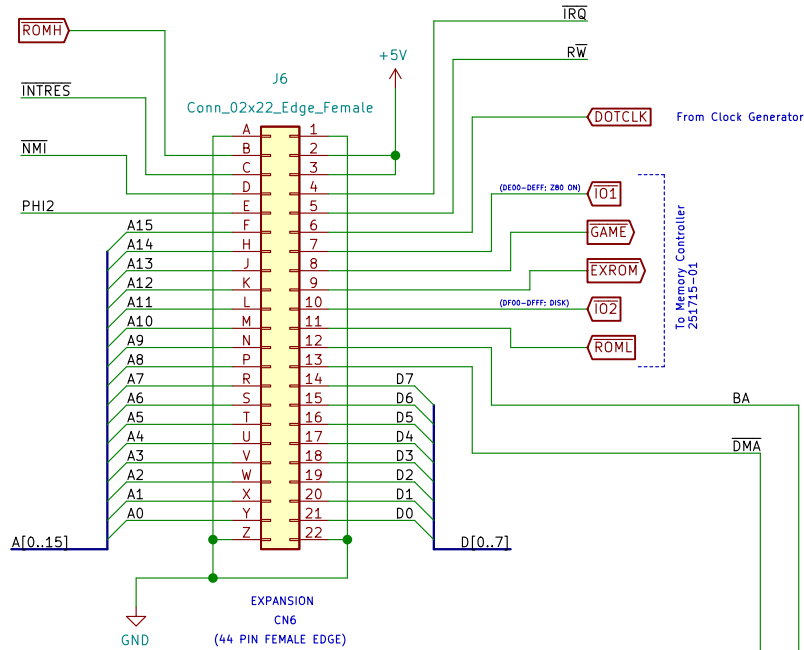 IRQ
ROMH
RW
+5V
J6
Conn_02x22_Edge_Female
INTRES
DOTCLK From Clock Generator
A 1
NMI
B 2
C 3
D 4
(DE00-DEFF; Z80 ON) IO1
PHI2
E 5
A15 F 6
GAME
A14 H 7
A13 J 8
EXROM
A12 K 9
To Memory Controller
251715-01
A11 L 10
(DF00-DFFF; DISK) IO2
A10 M 11
A9 N 12
ROML
A8 P 13
A7 R 14 D7
A6 S 15 D6
BA
A5 T 16 D5
A4 U 17 D4
DMA
A3 V 18 D3
A2 W 19 D2
A1 X 20 D1
A0 Y 21 D0
Z 22
A[0..15]
D[0..7]
EXPANSION
CN6
(44 PIN FEMALE EDGE)
GND